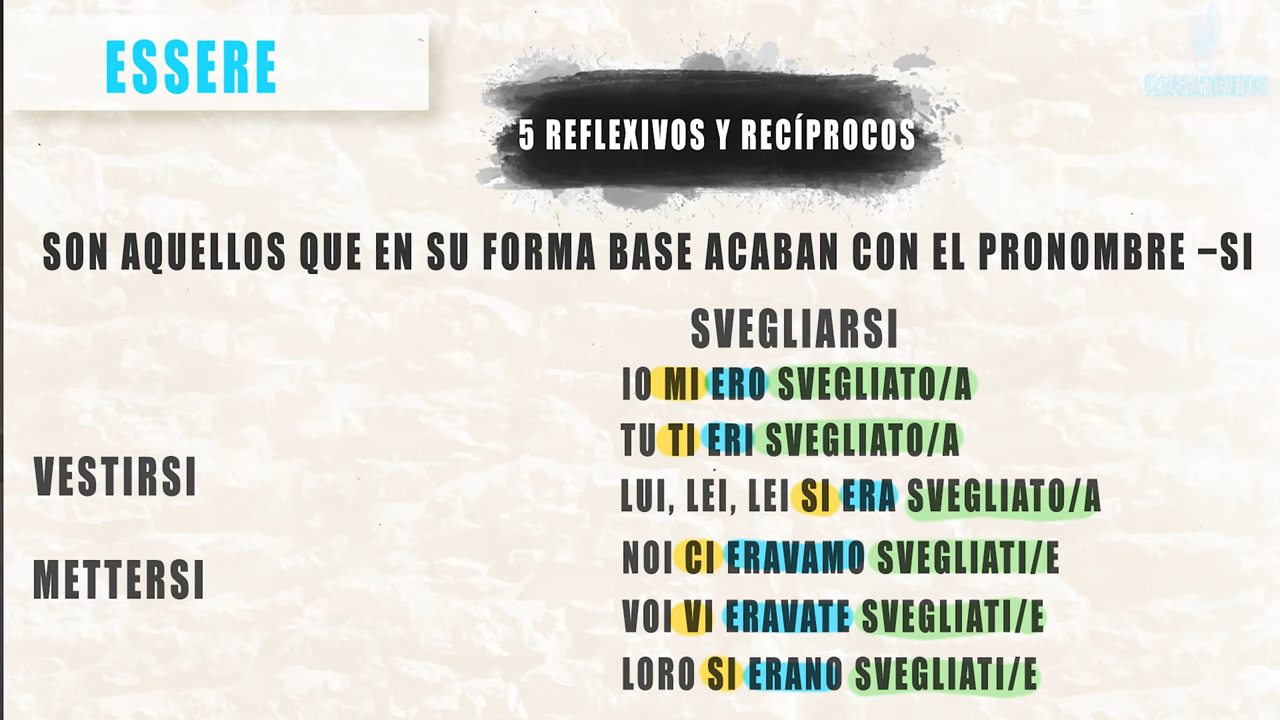 ESSERE
5 REFLEXIVOS Y RECÍPROCOS
SON AQUELLOS QUE EN SU FORMA BASE ACABAN CON EL PRONOMBRE –SI
SVEGLIARSI
IO MI ERO SVEGLIATO/A
TU TI ERI SVEGLIATO/A
LUI, LEI, LEI SI ERA SVEGLIATO/A
NOI CI ERAVAMO SVEGLIATI/E
VOI VI ERAVATE SVEGLIATI/E
LORO SI ERANO SVEGLIATI/E
VESTIRSI
METTERSI